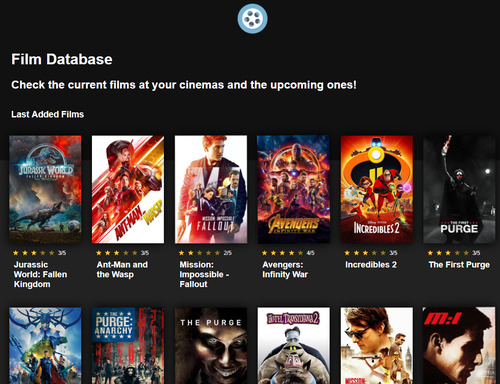 Film Database
Check the current films at your cinemas and the upcoming ones!
Last Added Films
JURASSIC WORLD
FALLEN KINGDOM
ANT-MAN
AND THE
WASP
MISSION: IMPOSSIBLE
FALLOUT
AVENGERS
INFINITY WAR
INCREDIBLES 2
THE FIRST
PURGE
3/5
3/5
2/5
4/5
3/5
3/5
Jurassic
World: Fallen
Kingdom
Ant-Man and
the Wasp
Mission:
Impossible -
Fallout
Avengers:
Infinity War
Incredibles 2
The First Purge
THE
PURGE:
ANARCHY
THE PURGE
HOTEL TRANSYLVANIA 2
MISSION:
M:I